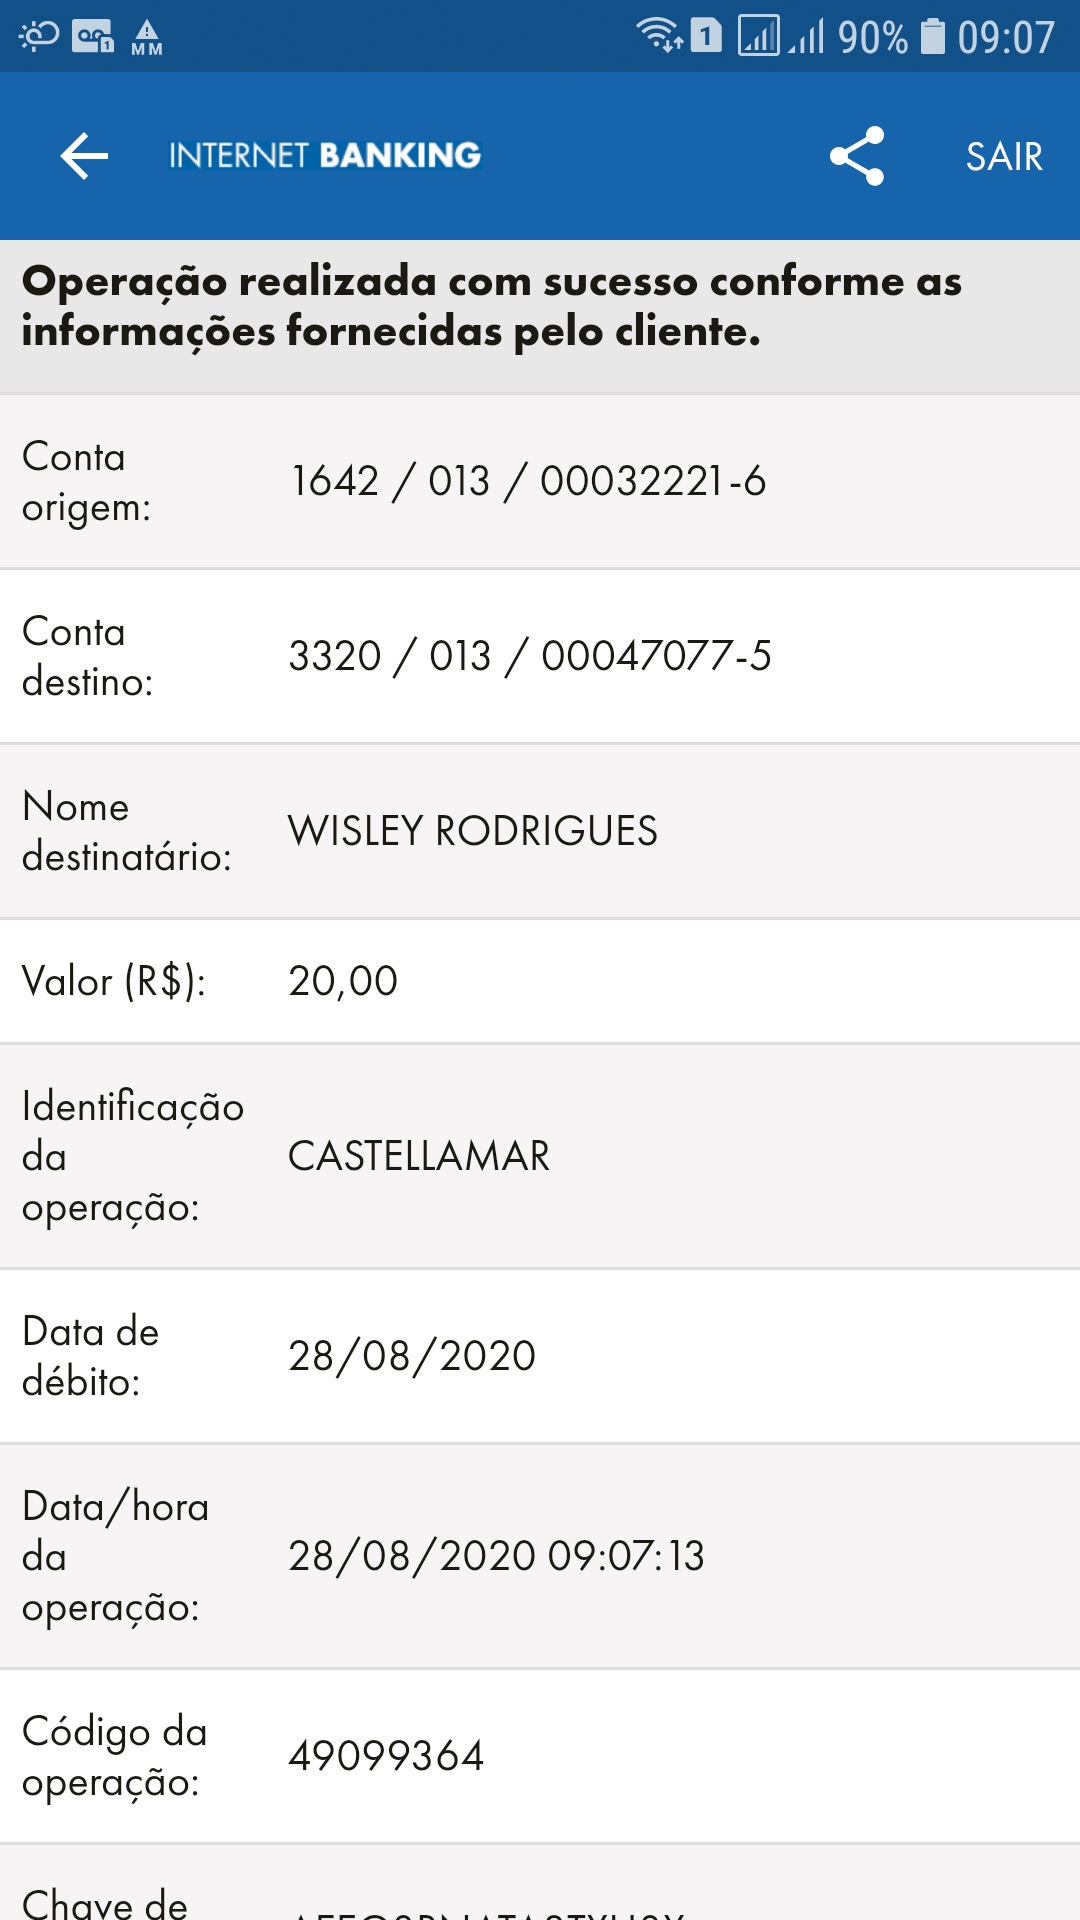 MM 1 90% 09:07
INTERNET BANKING SAIR
Operação realizada com sucesso conforme as
informações fornecidas pelo cliente.
Conta
origem:
1642 / 013 / 00032221-6
Conta
destino:
3320 / 013 / 00047077-5
Nome
destinatário:
WISLEY RODRIGUES
Valor (R$): 20,00
Identificação
da
operação:
CASTELLAMAR
Data de
débito:
28/08/2020
Data/hora
da
operação:
28/08/2020 09:07:13
Código da
operação:
49099364
Chave de